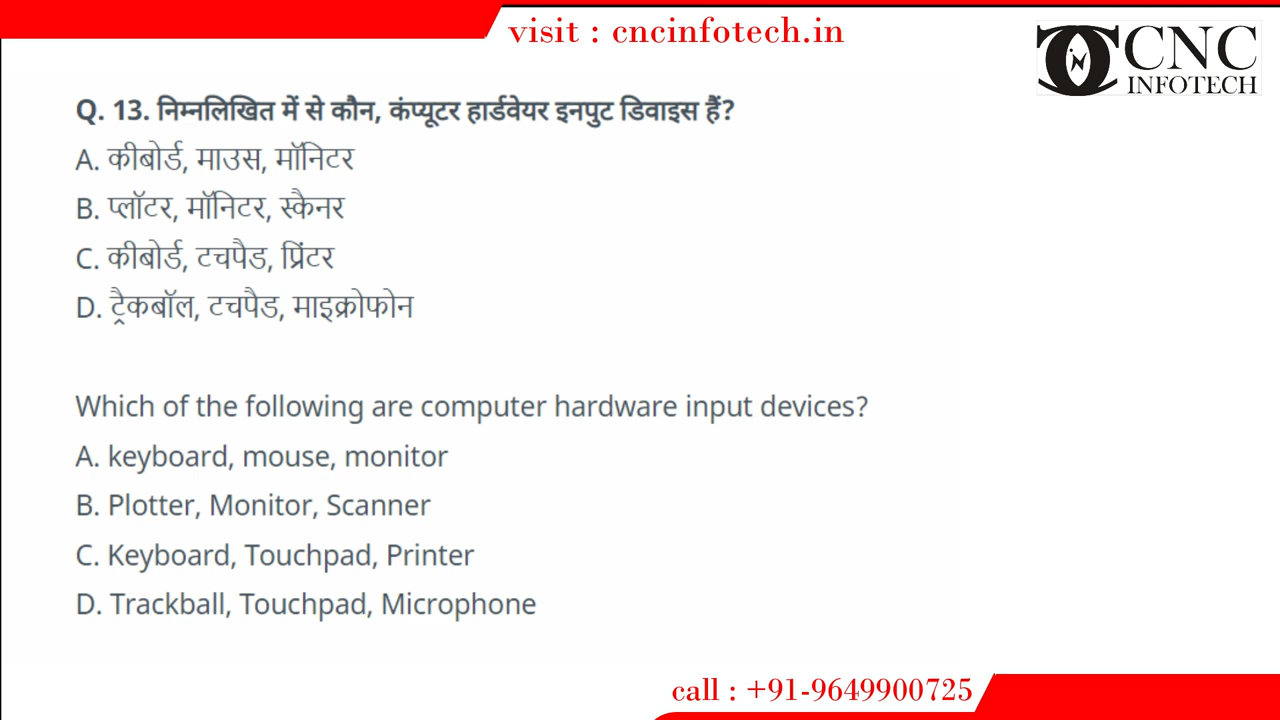 visit : cncinfotech.in
CNC
INFOTECH
Q. 13. निम्नलिखित में से कौन, कंप्यूटर हार्डवेयर इनपुट डिवाइस हैं?
A. कीबोर्ड, माउस, मॉनिटर
B. प्लॉटर, मॉनिटर, स्कैनर
C. कीबोर्ड, टचपैड, प्रिंटर
D. ट्रैकबॉल, टचपैड, माइक्रोफोन
Which of the following are computer hardware input devices?
A. keyboard, mouse, monitor
B. Plotter, Monitor, Scanner
C. Keyboard, Touchpad, Printer
D. Trackball, Touchpad, Microphone
call : +91-9649900725